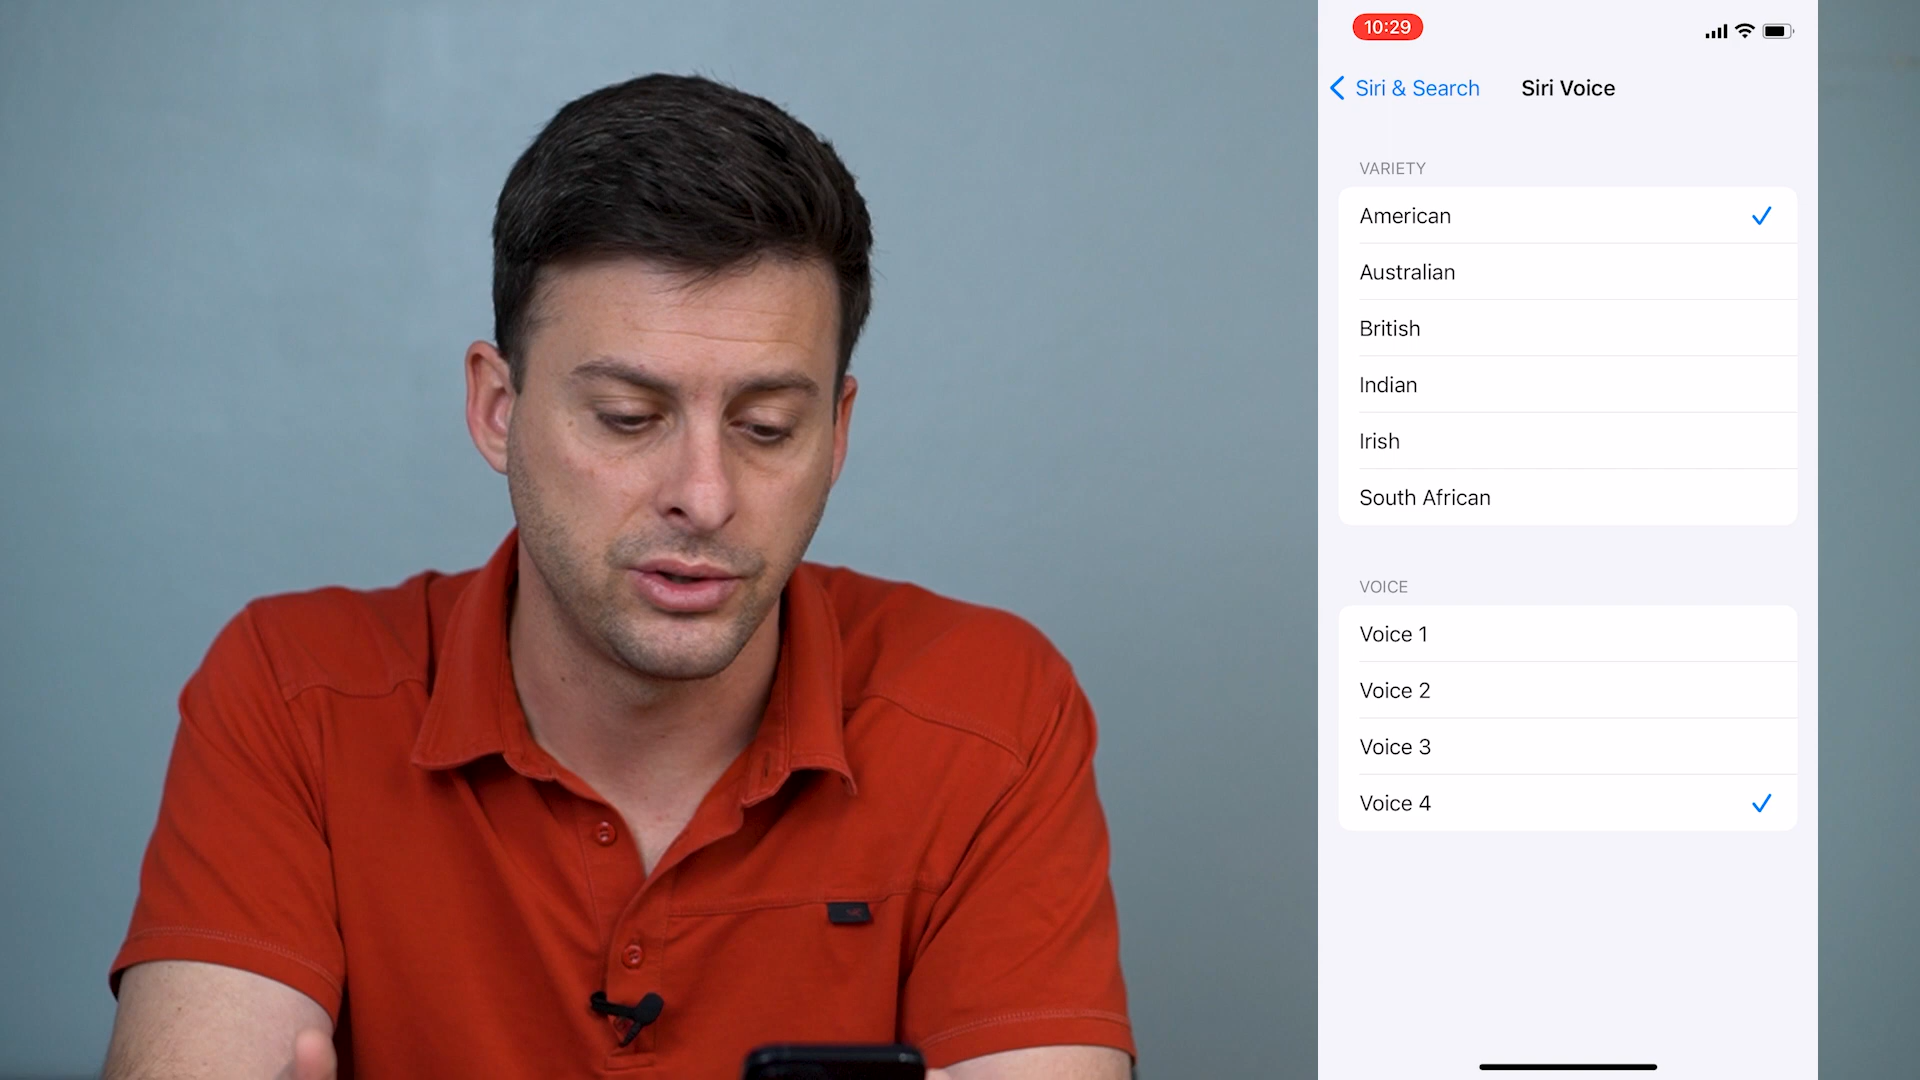 10:29
Siri & Search
Siri Voice
VARIETY
American
Australian
British
Indian
Irish
South African
VOICE
Voice 1
Voice 2
Voice 3
Voice 4